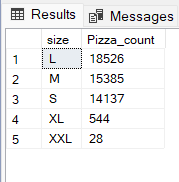 Results Messages
size Pizza_count
1 L 18526
2 M 15385
3 S 14137
4 XL 544
5 XXL 28